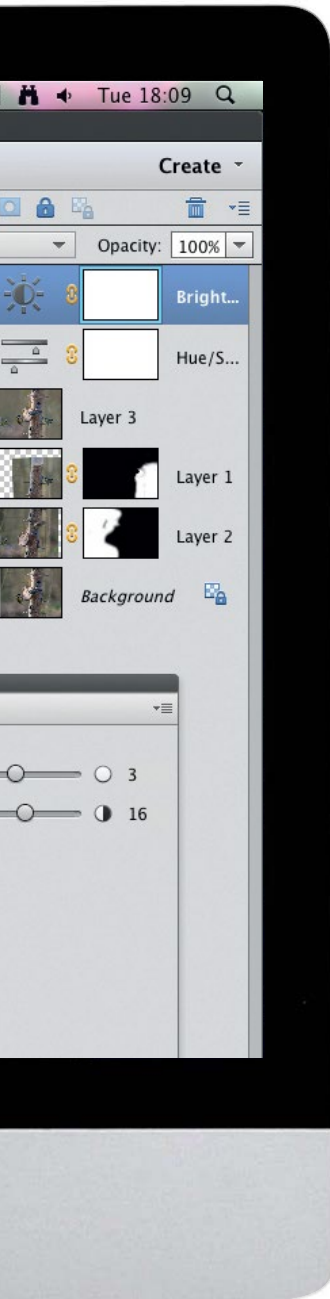 Tue 18:09
Create
Opacity: 100%
Bright...
Hue/S...
Layer 3
Layer 1
Layer 2
Background
3
16